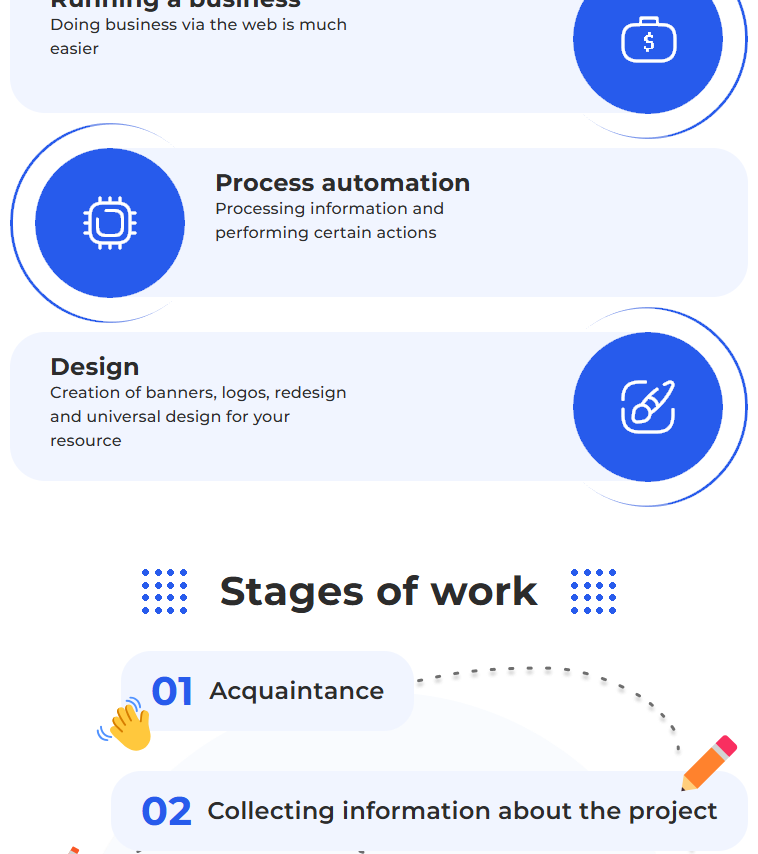 Running a business
Doing business via the web is much
easier
$
Process automation
Processing information and
performing certain actions
Design
Creation of banners, logos, redesign
and universal design for your
resource
Stages of work
01 Acquaintance
02 Collecting information about the project